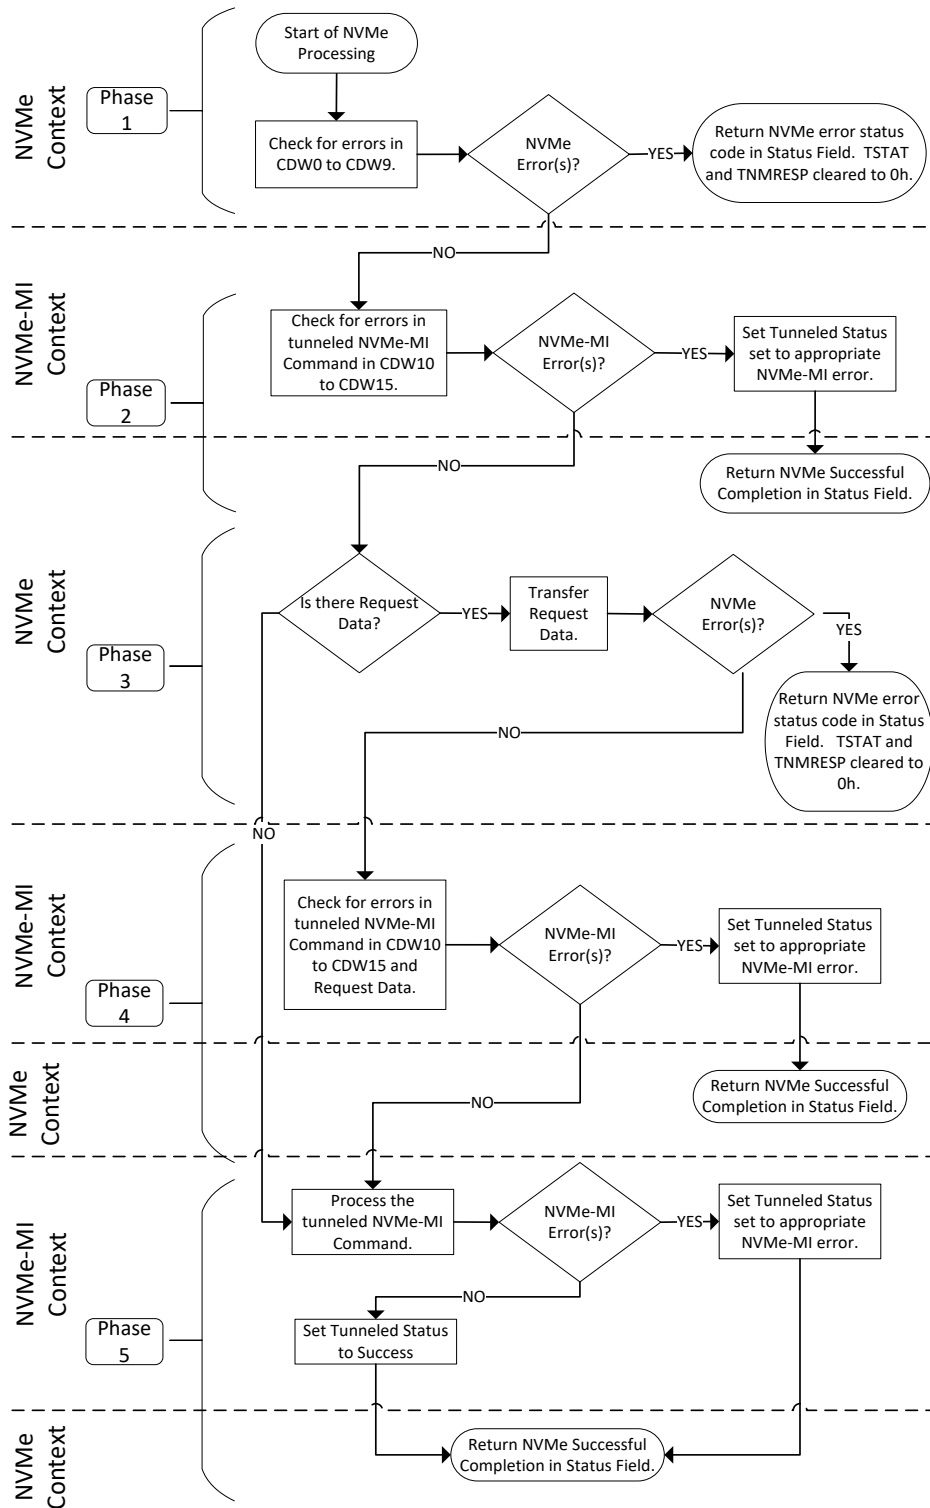 NVMe
Context
Phase
1
Start of NVMe
Processing
Check for errors in
CDW0 to CDW9.
NVMe
Error(s)?
YES
Return NVMe error status
code in Status Field.  TSTAT
and TNMRESP cleared to 0h.
NO
NVMe-MI
Context
Phase
2
Check for errors in
tunneled NVMe-MI
Command in CDW10
to CDW15.
NVMe-MI
Error(s)?
YES
Set Tunneled Status
set to appropriate
NVMe-MI error.
NO
Return NVMe Successful
Completion in Status Field.
NVMe
Context
Phase
3
Is there Request
Data?
YES
Transfer
Request
Data.
NVMe
Error(s)?
YES
Return NVMe error
status code in Status
Field.  TSTAT and
TNMRESP cleared to
0h.
NO
NO
NVMe-MI
Context
Phase
4
Check for errors in
tunneled NVMe-MI
Command in CDW10
to CDW15 and
Request Data.
NVMe-MI
Error(s)?
YES
Set Tunneled Status
set to appropriate
NVMe-MI error.
NVMe
Context
NO
Return NVMe Successful
Completion in Status Field.
NVMe-MI
Context
Phase
5
Process the
tunneled NVMe-MI
Command.
NVMe-MI
Error(s)?
YES
Set Tunneled Status
set to appropriate
NVMe-MI error.
NO
Set Tunneled Status
to Success
NVMe
Context
Return NVMe Successful
Completion in Status Field.